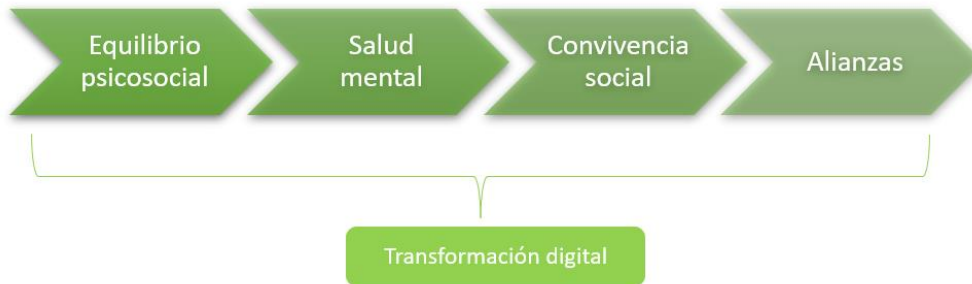 Equilibrio
psicosocial
Salud
mental
Convivencia
social
Alianzas
Transformación digital